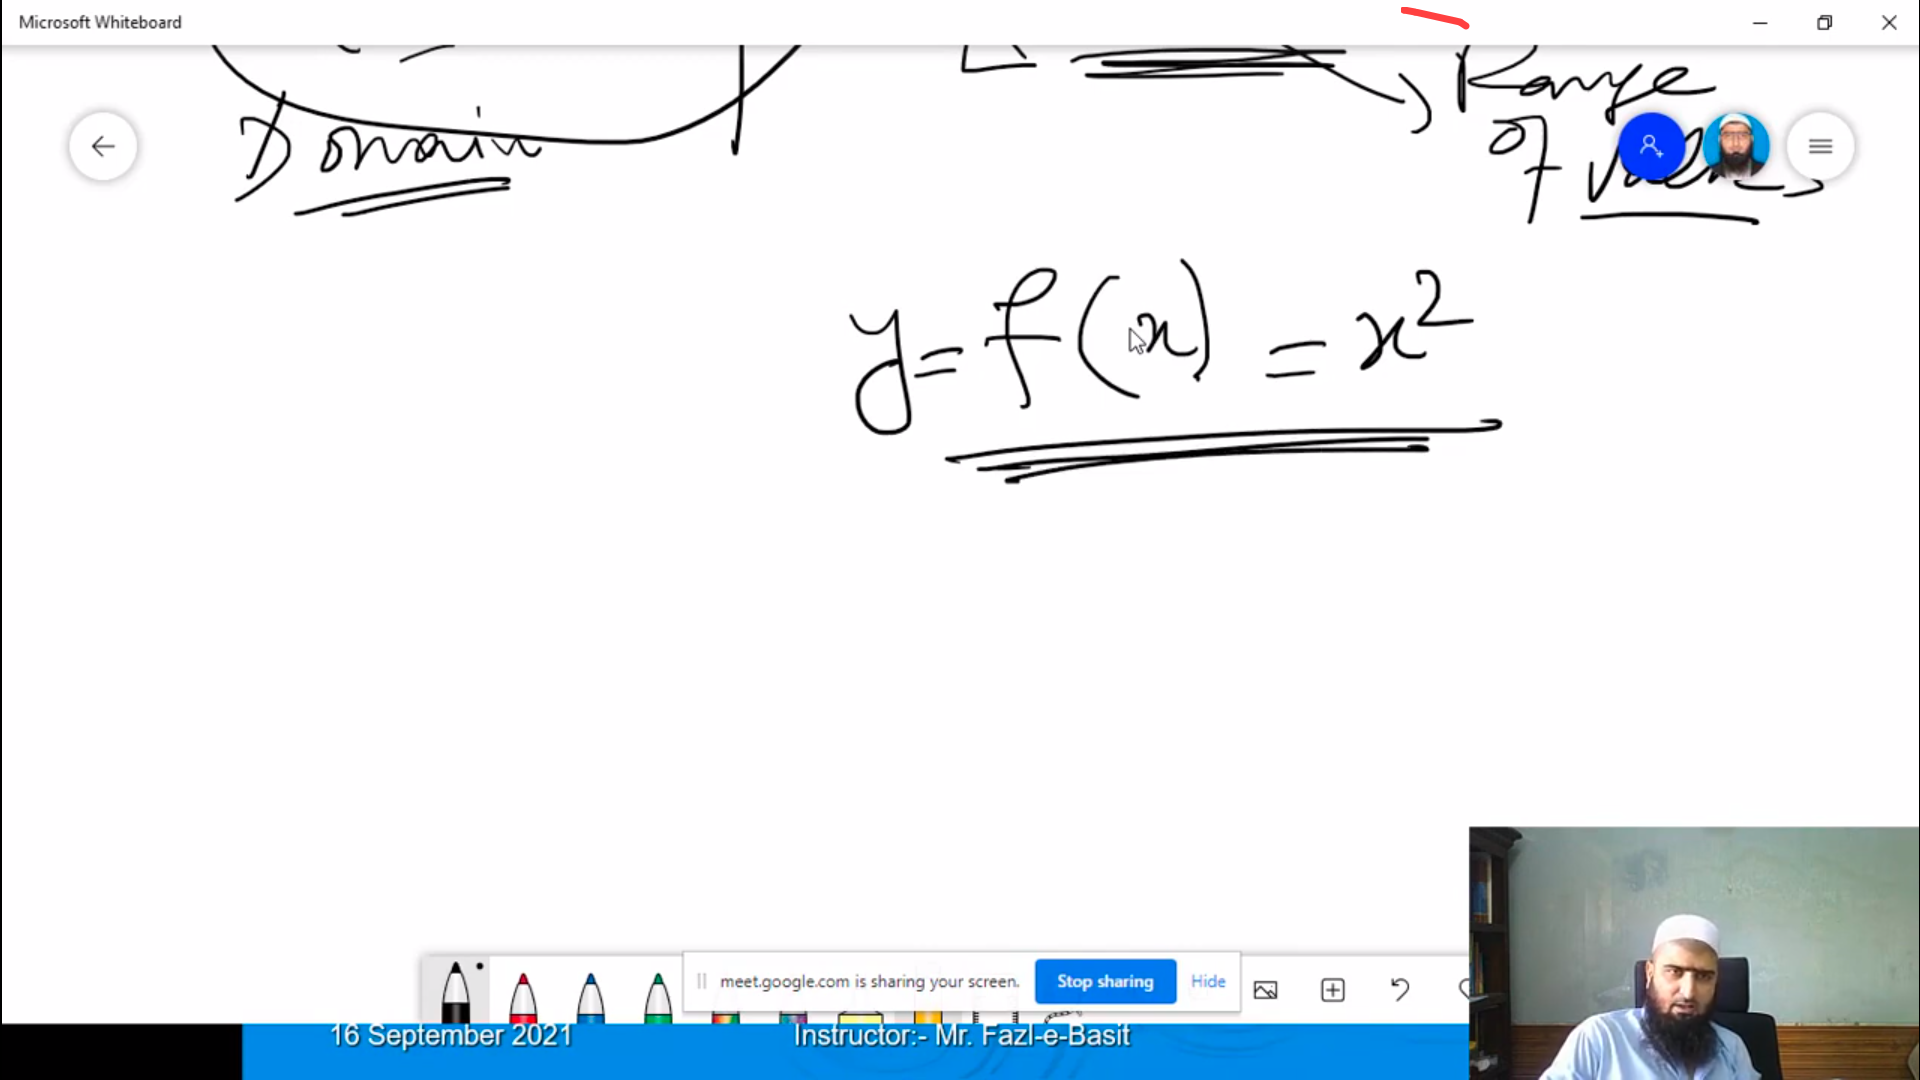 Microsoft Whiteboard
Range
of Values
Domain
y = f(x) = x²
meet.google.com is sharing your screen.
Stop sharing
Hide
16 September 2021
Instructor:- Mr. Fazl-e-Basit